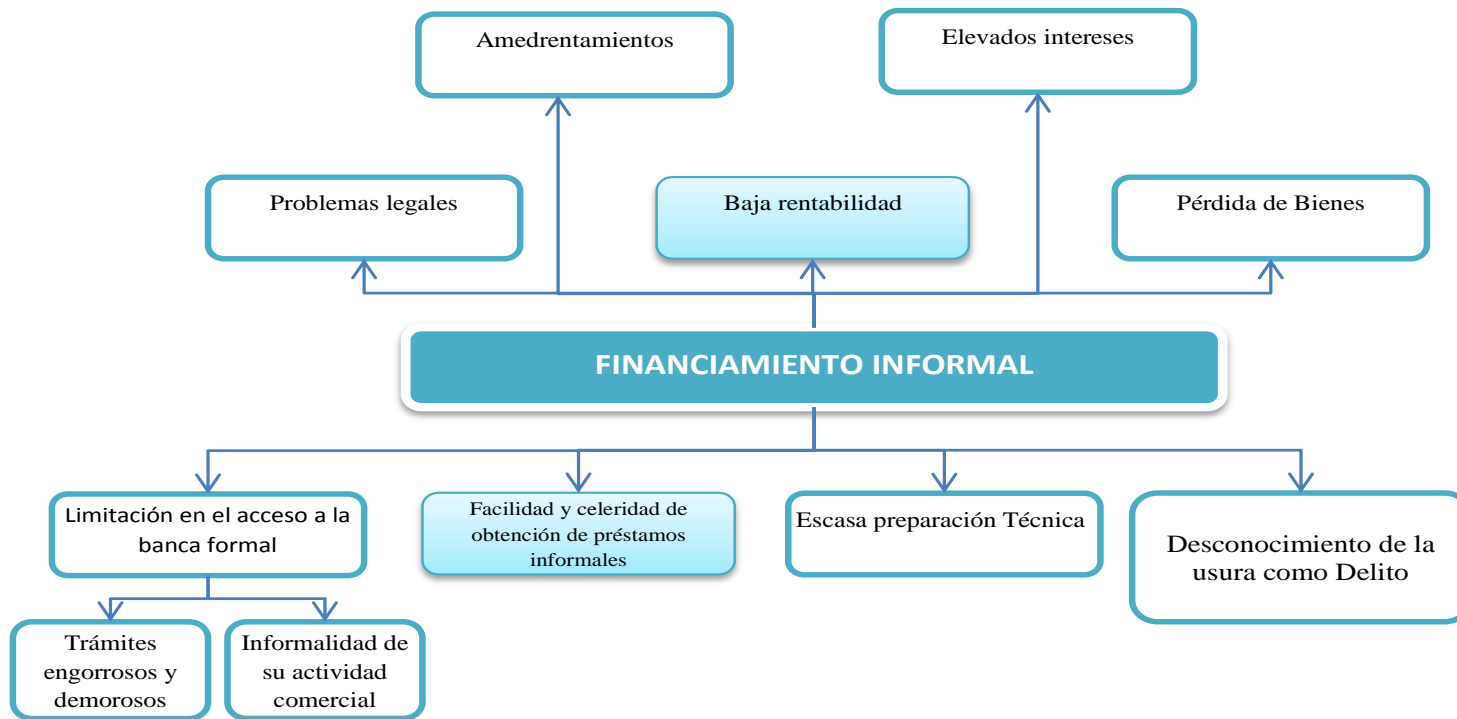 Amedrentamientos
Elevados intereses
Problemas legales
Baja rentabilidad
Pérdida de Bienes
FINANCIAMIENTO INFORMAL
Limitación en el acceso a la
banca formal
Facilidad y celeridad de
obtención de préstamos
informales
Escasa preparación Técnica
Desconocimiento de la
usura como Delito
Trámites
engorrosos y
demorosos
Informalidad de
su actividad
comercial